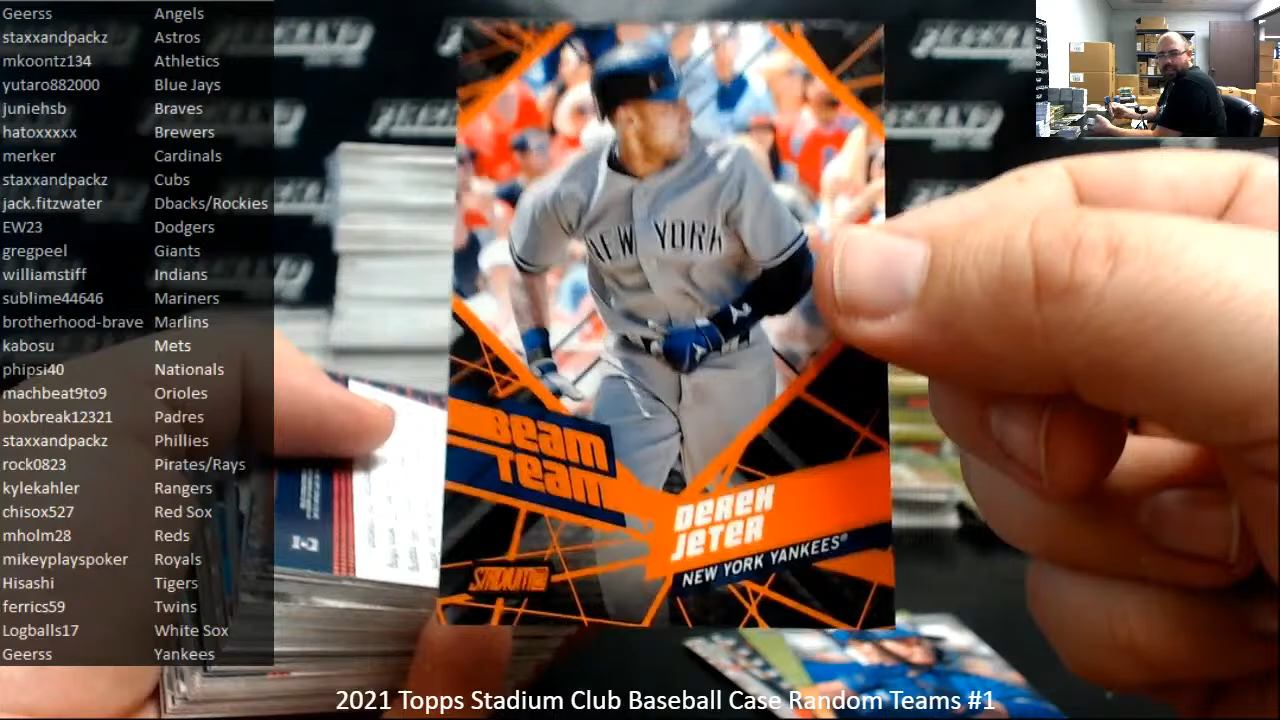 Geerss Angels
staxxandpackz Astros
mkoontz134 Athletics
yutaro882000 Blue Jays
juniehsb Braves
hatoxxxxx Brewers
merker Cardinals
staxxandpackz Cubs
jack.fitzwater Dbacks/Rockies
EW23 Dodgers
gregpeel Giants
williamstiff Indians
sublime44646 Mariners
brotherhood-brave Marlins
kabosu Mets
phipsi40 Nationals
machbeat9to9 Orioles
boxbreak12321 Padres
staxxandpackz Phillies
rock0823 Pirates/Rays
kylekahler Rangers
chisox527 Red Sox
mholm28 Reds
mikeyplayspoker Royals
Hisashi Tigers
ferrics59 Twins
Logballs17 White Sox
Geerss Yankees
NEW YORK
BEAM
TEAM
DEREK
JETER
NEW YORK YANKEES
STADIUM
2021 Topps Stadium Club Baseball Case Random Teams #1